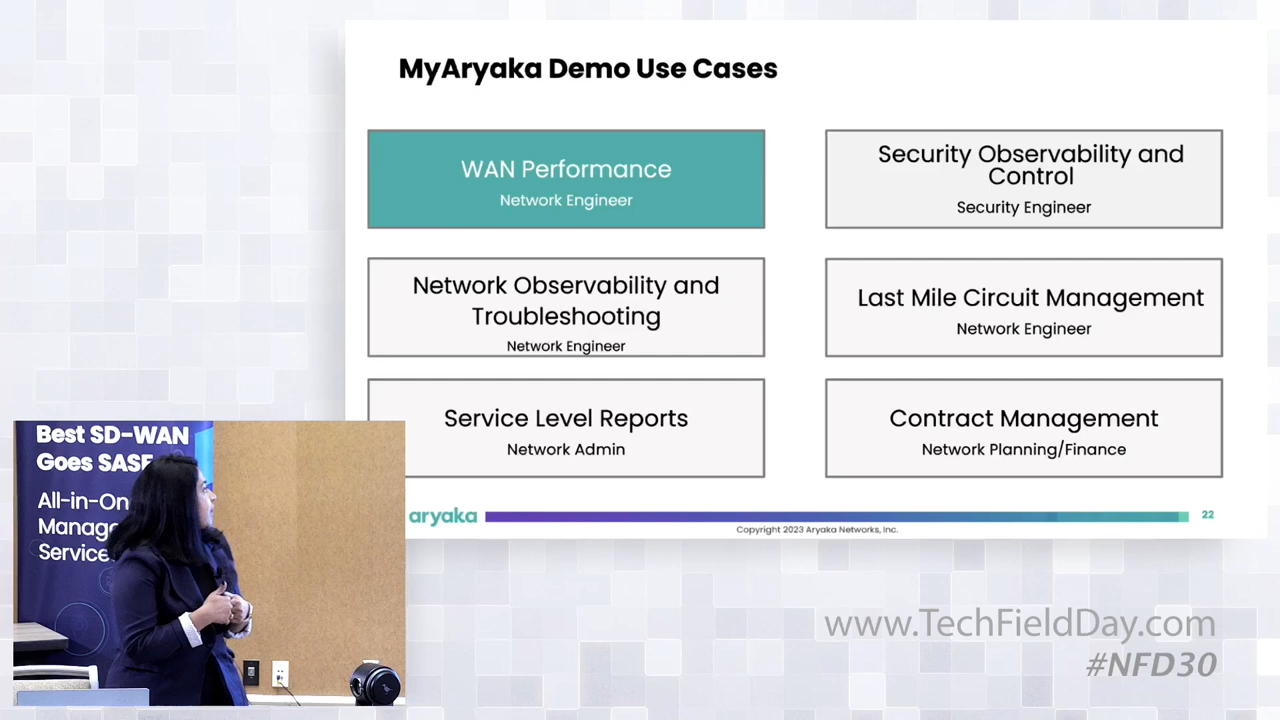 MyAryaka Demo Use Cases
WAN Performance
Network Engineer
Security Observability and
Control
Security Engineer
Network Observability and
Troubleshooting
Network Engineer
Last Mile Circuit Management
Network Engineer
Service Level Reports
Network Admin
Contract Management
Network Planning/Finance
aryaka
22
Copyright 2023 Aryaka Networks, Inc.
Best SD-WAN
Goes SASE
All-in-On
Manage
Service
www.TechFieldDay.com
#NFD30